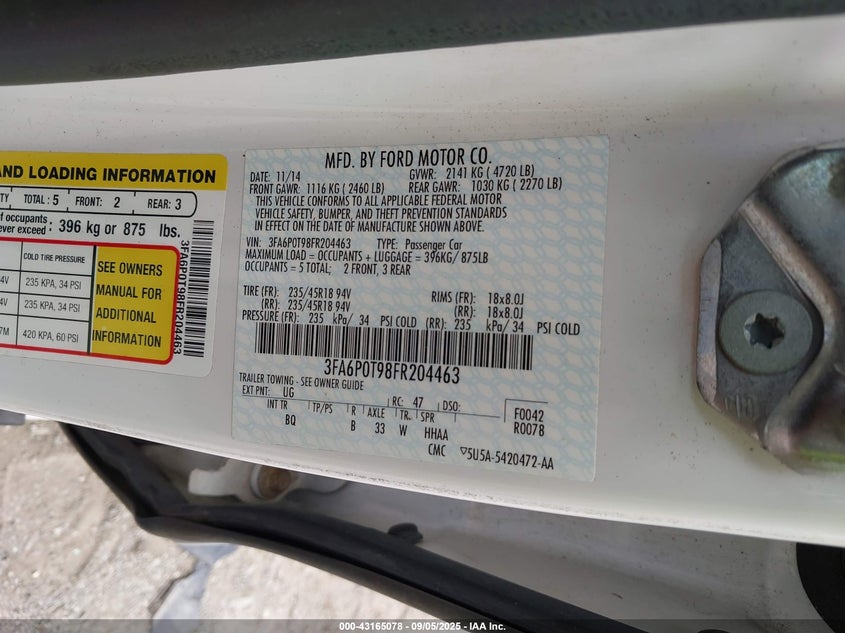 AND LOADING INFORMATION
TOTAL: 5 FRONT: 2 REAR: 3
of occupants
never exceed: 396 kg or 875 lbs.
COLD TIRE PRESSURE
235 KPA, 34 PSI
235 KPA, 34 PSI
420 KPA, 60 PSI
SEE OWNERS
MANUAL FOR
ADDITIONAL
INFORMATION
3FA6P0T98FR204463
MFD. BY FORD MOTOR CO.
DATE: 11/14 GVWR: 2141 KG ( 4720 LB)
FRONT GAWR: 1116 KG ( 2460 LB) REAR GAWR: 1030 KG ( 2270 LB)
THIS VEHICLE CONFORMS TO ALL APPLICABLE FEDERAL MOTOR
VEHICLE SAFETY, BUMPER, AND THEFT PREVENTION STANDARDS
IN EFFECT ON THE DATE OF MANUFACTURE SHOWN ABOVE.
VIN: 3FA6P0T98FR204463 TYPE: Passenger Car
MAXIMUM LOAD = OCCUPANTS + LUGGAGE = 396KG/ 875LB
OCCUPANTS = 5 TOTAL; 2 FRONT, 3 REAR
TIRE (FR): 235/45R18 94V RIMS (FR): 18x8.0J
(RR): 235/45R18 94V (RR): 18x8.0J
PRESSURE (FR): 235 kPa/ 34 PSI COLD (RR): 235 kPa/ 34 PSI COLD
3FA6P0T98FR204463
TRAILER TOWING - SEE OWNER GUIDE
EXT PNT: UG RC: 47 DSO: F0042
INT TR TP/PS R AXLE TR. SPR R0078
BQ B 33 W HHAA
CMC ▽5U5A-5420472-AA
000-43165078 - 09/05/2025 - IAA Inc.